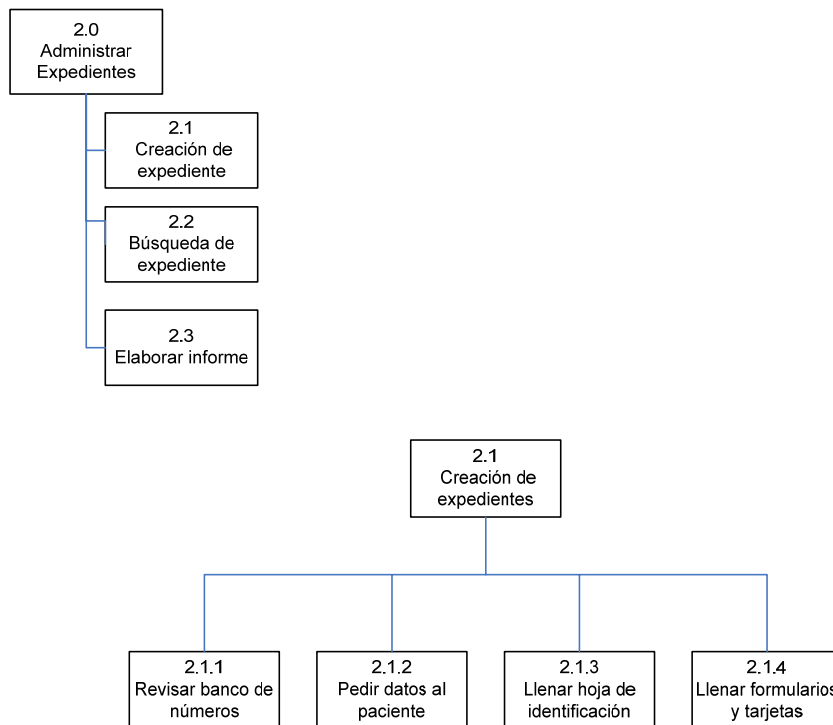 2.0
Administrar
Expedientes
2.1
Creación de
expediente
2.2
Búsqueda de
expediente
2.3
Elaborar informe
2.1
Creación de
expedientes
2.1.1
Revisar banco de
números
2.1.2
Pedir datos al
paciente
2.1.3
Llenar hoja de
identificación
2.1.4
Llenar formularios
y tarjetas